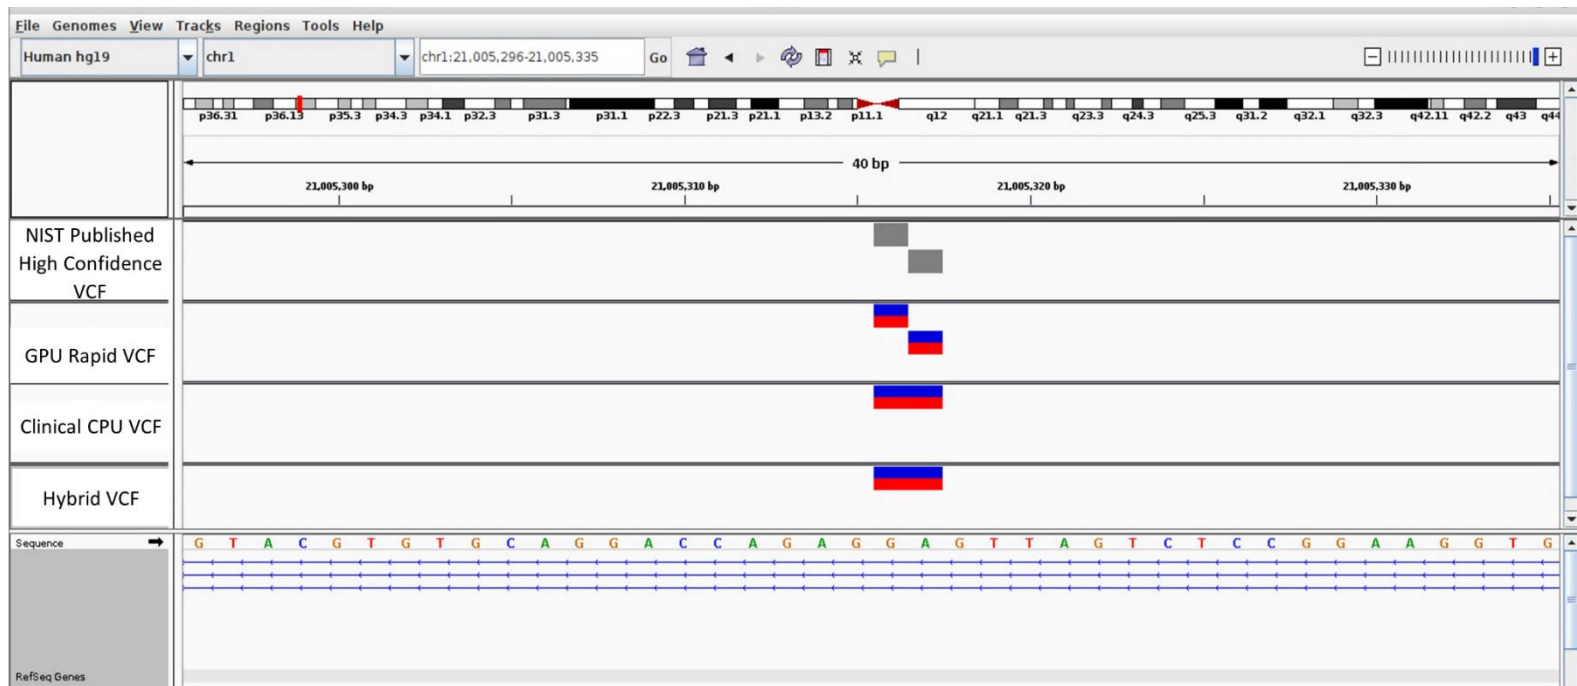 File Genomes View Tracks Regions Tools Help
Human hg19 chr1 chr1:21,005,296-21,005,335 Go
p36.31 p36.13 p35.3 p34.3 p34.1 p32.3 p31.3 p31.1 p22.3 p21.3 p21.1 p13.2 p11.1 q12 q21.1 q21.3 q23.3 q24.3 q25.3 q31.2 q32.1 q32.3 q42.11 q42.2 q43 q44
40 bp
21,005,300 bp 21,005,310 bp 21,005,320 bp 21,005,330 bp
NIST Published
High Confidence
VCF
GPU Rapid VCF
Clinical CPU VCF
Hybrid VCF
Sequence G T A C G T G T G C A G G A C C A G A G G A G T T A G T C T C C G G A A G G T G
RefSeq Genes